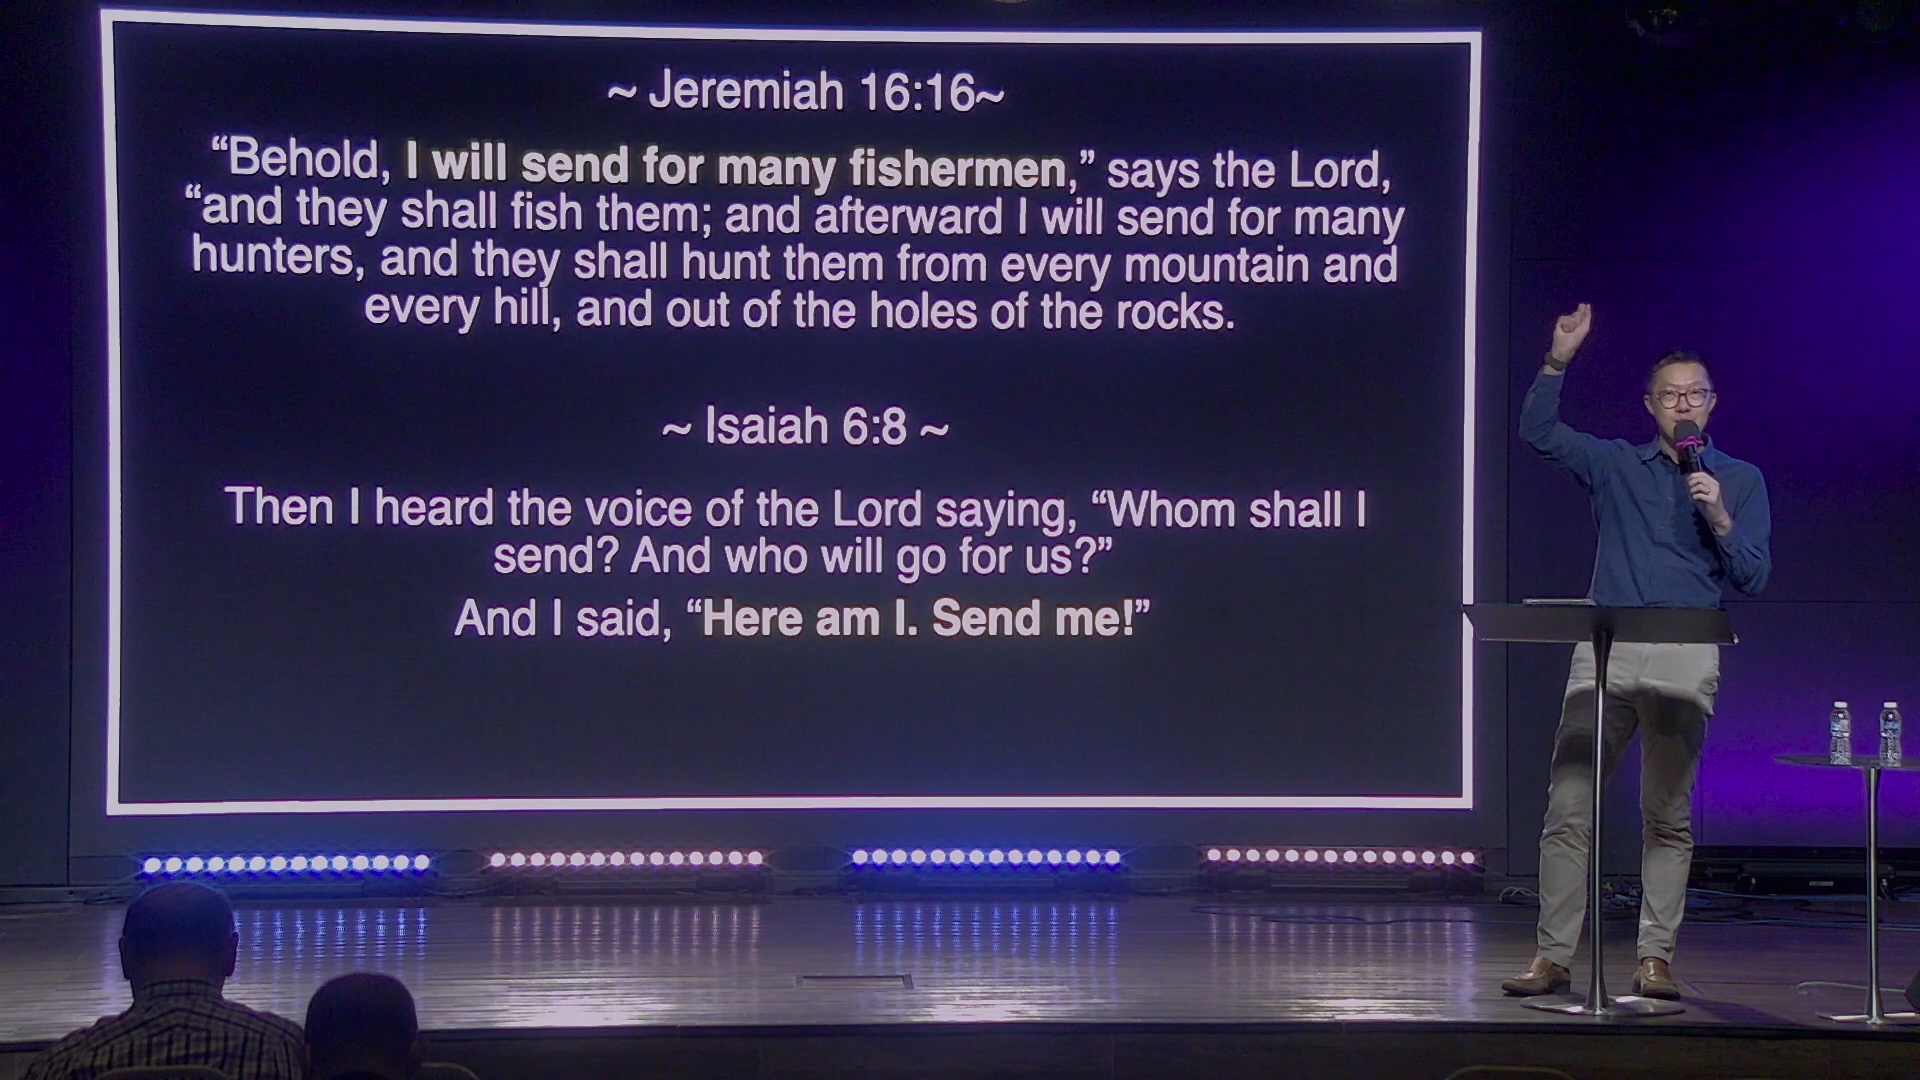 ~ Jeremiah 16:16~
“Behold, I will send for many fishermen,” says the Lord,
“and they shall fish them; and afterward I will send for many
hunters, and they shall hunt them from every mountain and
every hill, and out of the holes of the rocks.
~ Isaiah 6:8 ~
Then I heard the voice of the Lord saying, “Whom shall I
send? And who will go for us?”
And I said, “Here am I. Send me!”